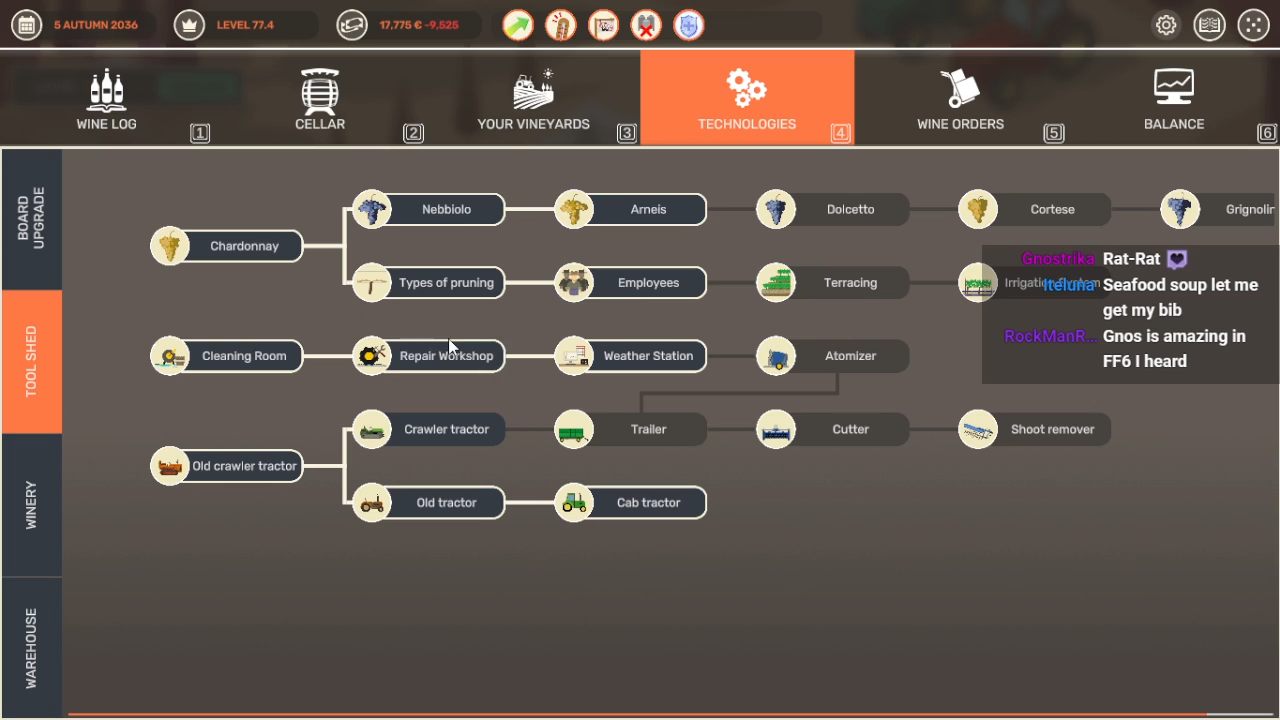 5 AUTUMN 2036
LEVEL 77.4
17,775 € -9,525
WINE LOG
1
CELLAR
2
YOUR VINEYARDS
3
TECHNOLOGIES
4
WINE ORDERS
5
BALANCE
6
BOARD
UPGRADE
TOOL SHED
WINERY
WAREHOUSE
Nebbiolo
Arneis
Dolcetto
Cortese
Grignolin
Chardonnay
Types of pruning
Employees
Terracing
Irrigation System
Cleaning Room
Repair Workshop
Weather Station
Atomizer
Crawler tractor
Trailer
Cutter
Shoot remover
Old crawler tractor
Old tractor
Cab tractor
Gnostrika Rat-Rat
Iteluna Seafood soup let me
get my bib
RockManR... Gnos is amazing in
FF6 I heard